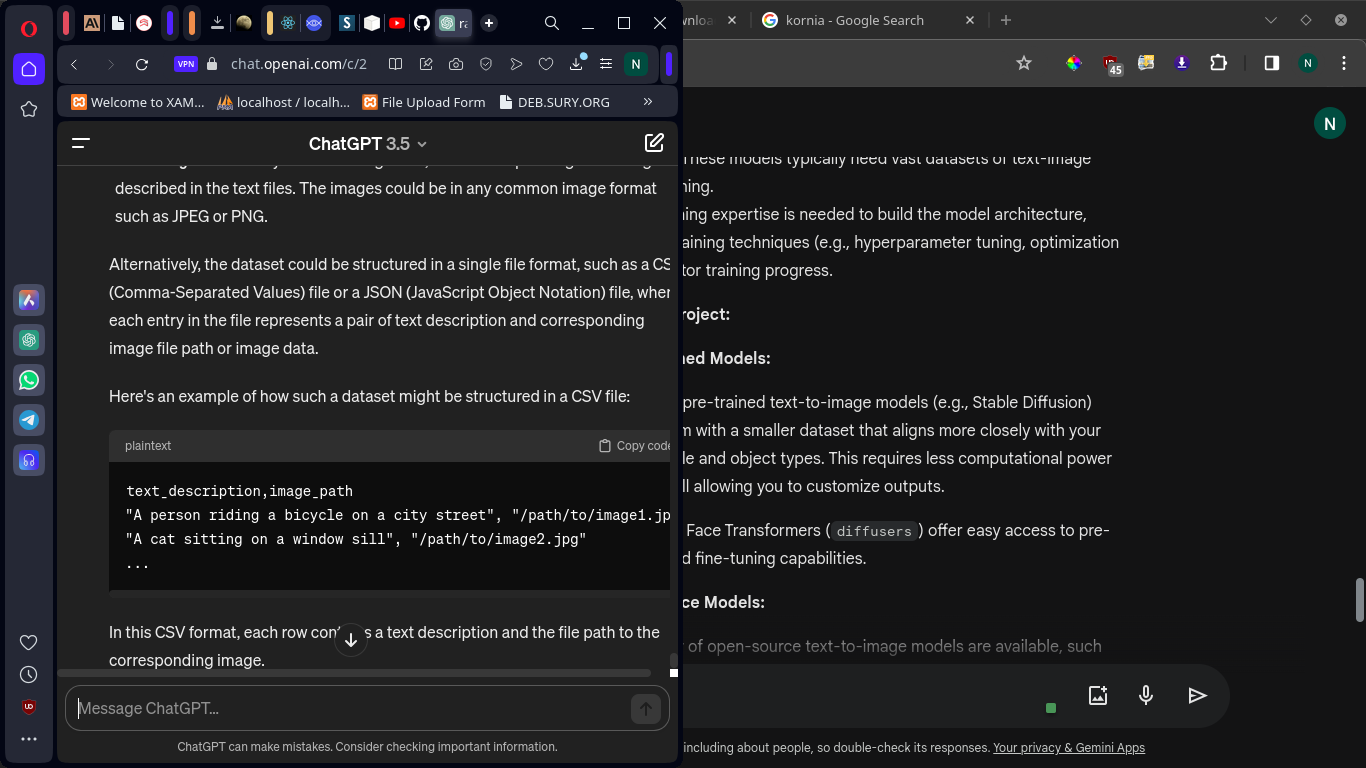 ra
VPN
chat.openai.com/c/2
N
Welcome to XAM...
localhost / localh...
File Upload Form
DEB.SURY.ORG
»
ChatGPT 3.5
described in the text files. The images could be in any common image format
such as JPEG or PNG.
Alternatively, the dataset could be structured in a single file format, such as a CS
(Comma-Separated Values) file or a JSON (JavaScript Object Notation) file, wher
each entry in the file represents a pair of text description and corresponding
image file path or image data.
Here's an example of how such a dataset might be structured in a CSV file:
plaintext
Copy code
text_description,image_path
"A person riding a bicycle on a city street", "/path/to/image1.jp
"A cat sitting on a window sill", "/path/to/image2.jpg"
...
In this CSV format, each row a text description and the file path to the
corresponding image.
Message ChatGPT...
ChatGPT can make mistakes. Consider checking important information.
kornia - Google Search
45
N
N
These models typically need vast datasets of text-image
ning.
ning expertise is needed to build the model architecture,
aining techniques (e.g., hyperparameter tuning, optimization
tor training progress.
roject:
ned Models:
pre-trained text-to-image models (e.g., Stable Diffusion)
m with a smaller dataset that aligns more closely with your
le and object types. This requires less computational power
ll allowing you to customize outputs.
Face Transformers (diffusers) offer easy access to pre-
d fine-tuning capabilities.
ce Models:
of open-source text-to-image models are available, such
including about people, so double-check its responses. Your privacy & Gemini Apps